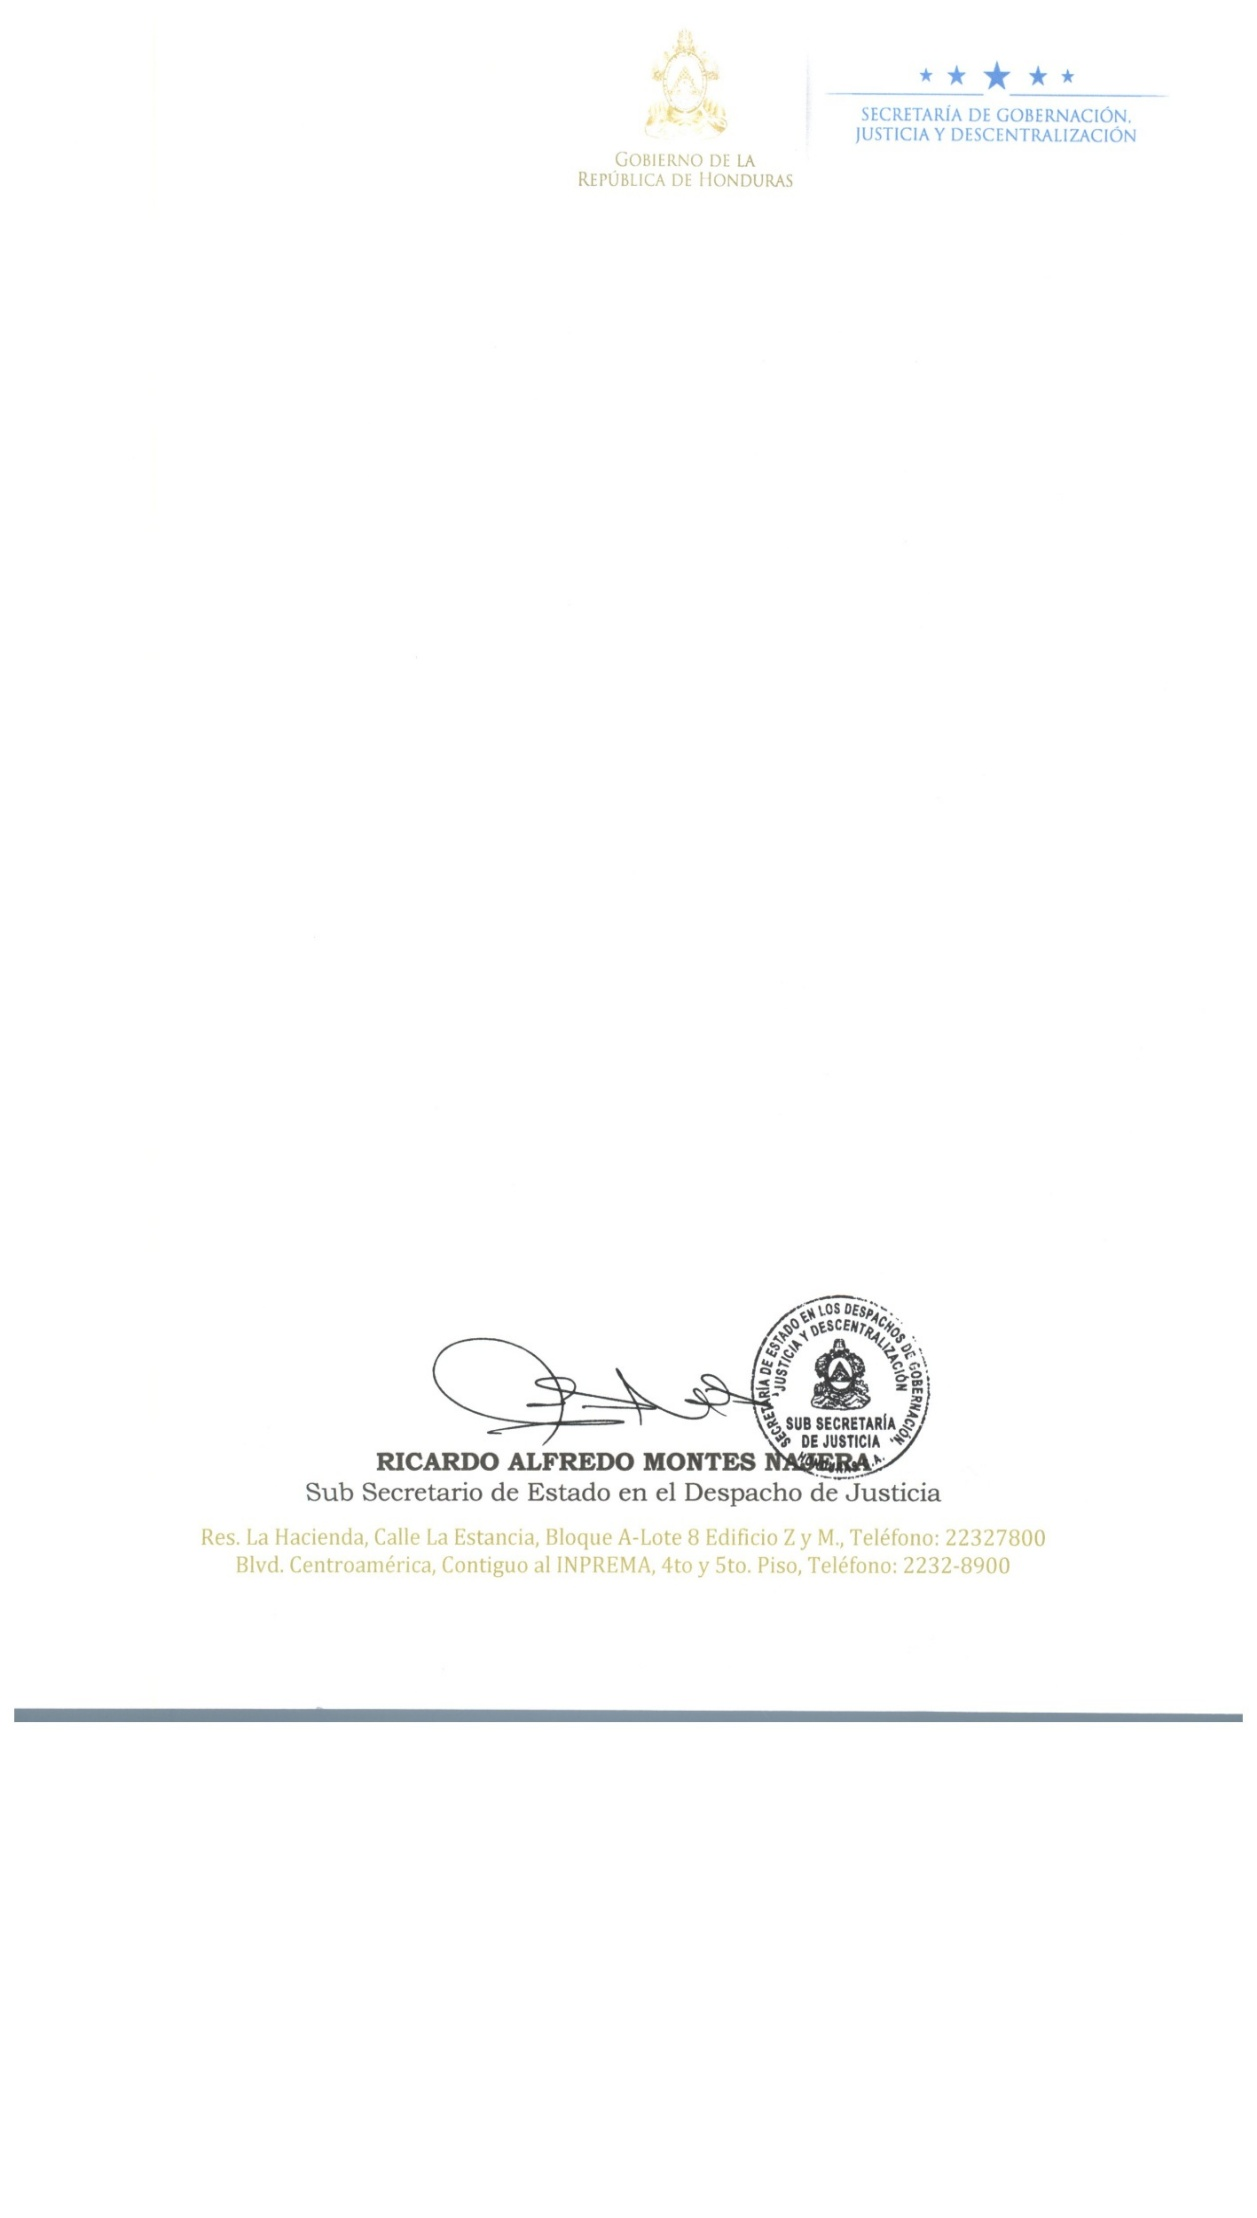 GOBIERNO DE LA
REPÚBLICA DE HONDURAS
SECRETARÍA DE GOBERNACIÓN,
JUSTICIA Y DESCENTRALIZACIÓN
SECRETARÍA DE ESTADO EN LOS DESPACHOS DE GOBERNACIÓN,
JUSTICIA Y DESCENTRALIZACIÓN
SUB SECRETARÍA
DE JUSTICIA
RICARDO ALFREDO MONTES NAJERA
Sub Secretario de Estado en el Despacho de Justicia
Res. La Hacienda, Calle La Estancia, Bloque A-Lote 8 Edificio Z y M., Teléfono: 22327800
Blvd. Centroamérica, Contiguo al INPREMA, 4to y 5to. Piso, Teléfono: 2232-8900